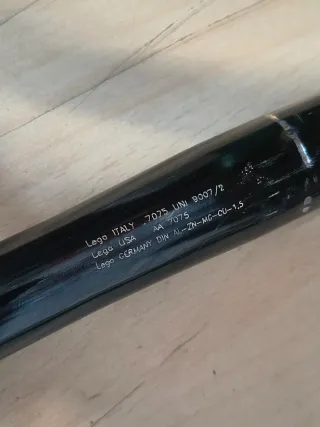 Lega ITALY 7075 UNI 9007/2
Lega USA AA 7075
Lega GERMANY DIN AL-ZN-MG-CU-1,5